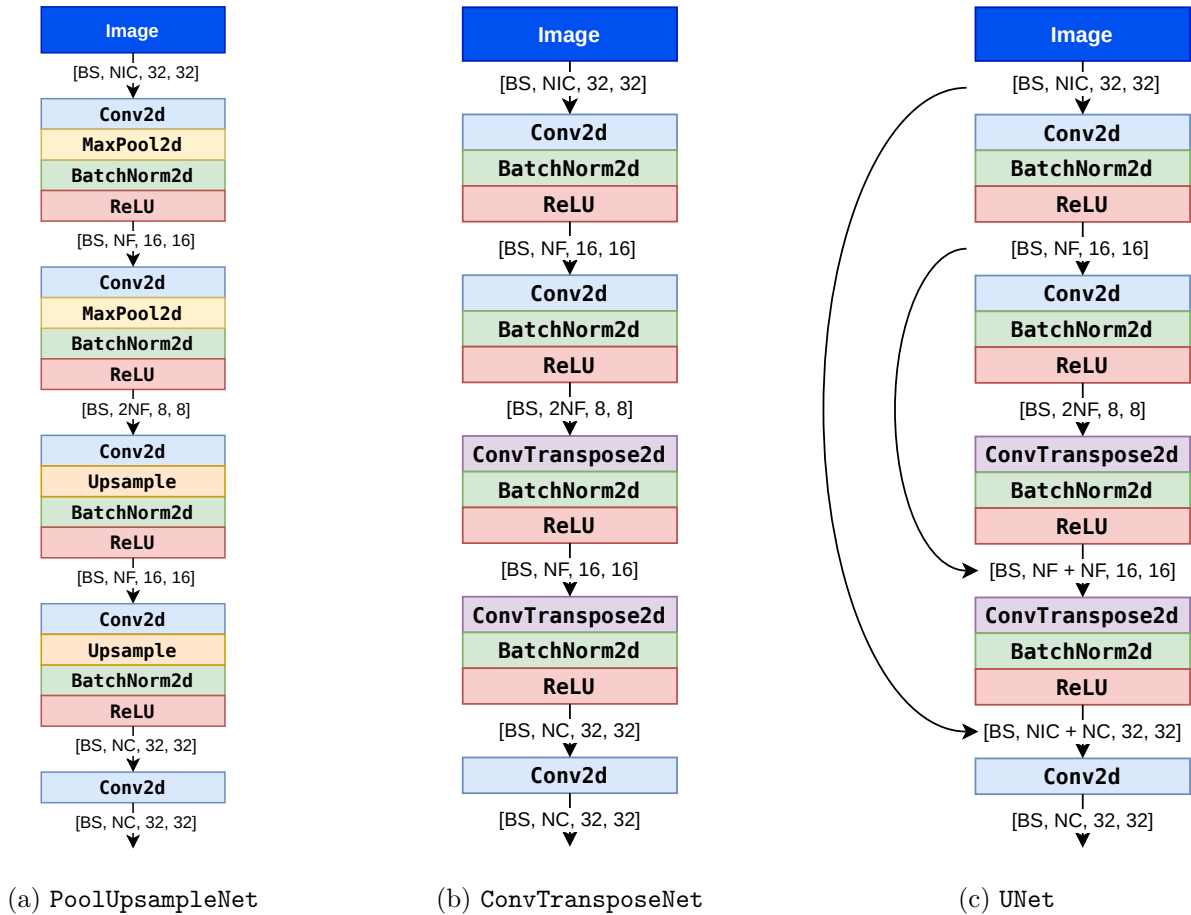 Image
[BS, NIC, 32, 32]
Conv2d
MaxPool2d
BatchNorm2d
ReLU
[BS, NF, 16, 16]
Conv2d
MaxPool2d
BatchNorm2d
ReLU
[BS, 2NF, 8, 8]
Conv2d
Upsample
BatchNorm2d
ReLU
[BS, NF, 16, 16]
Conv2d
Upsample
BatchNorm2d
ReLU
[BS, NC, 32, 32]
Conv2d
[BS, NC, 32, 32]
(a) PoolUpsampleNet
Image
[BS, NIC, 32, 32]
Conv2d
BatchNorm2d
ReLU
[BS, NF, 16, 16]
Conv2d
BatchNorm2d
ReLU
[BS, 2NF, 8, 8]
ConvTranspose2d
BatchNorm2d
ReLU
[BS, NF, 16, 16]
ConvTranspose2d
BatchNorm2d
ReLU
[BS, NC, 32, 32]
Conv2d
[BS, NC, 32, 32]
(b) ConvTransposeNet
Image
[BS, NIC, 32, 32]
Conv2d
BatchNorm2d
ReLU
[BS, NF, 16, 16]
Conv2d
BatchNorm2d
ReLU
[BS, 2NF, 8, 8]
ConvTranspose2d
BatchNorm2d
ReLU
[BS, NF + NF, 16, 16]
ConvTranspose2d
BatchNorm2d
ReLU
[BS, NIC + NC, 32, 32]
Conv2d
[BS, NC, 32, 32]
(c) UNet